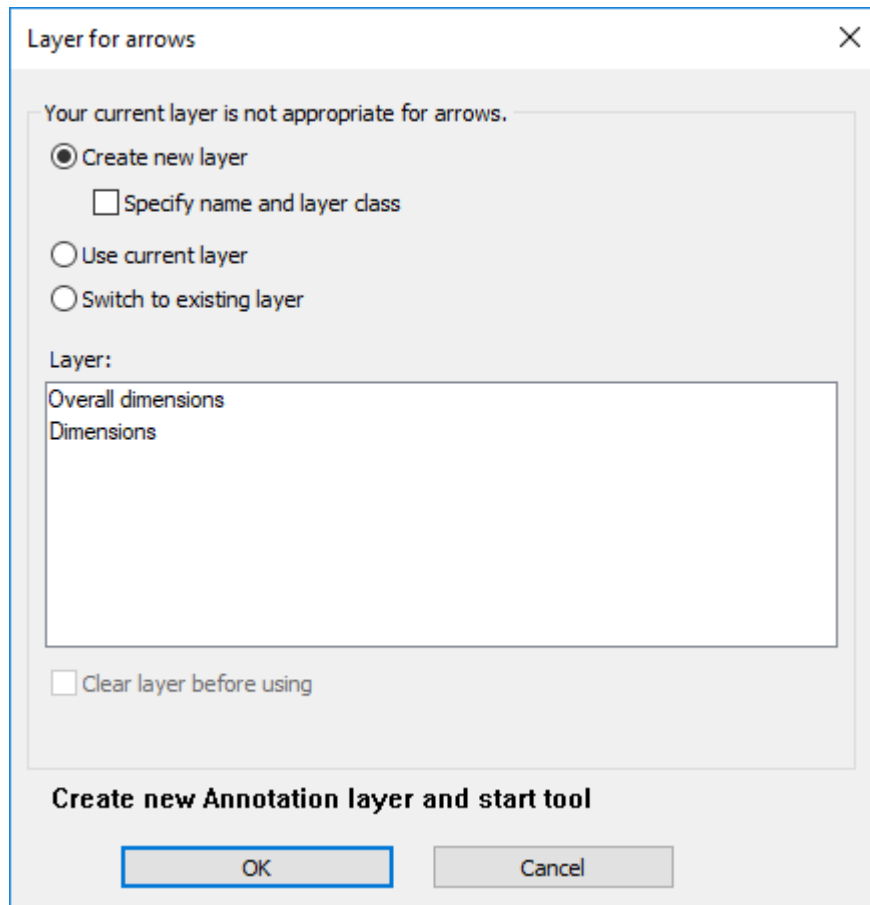 Layer for arrows
Your current layer is not appropriate for arrows.
Create new layer
Specify name and layer class
Use current layer
Switch to existing layer
Layer:
Overall dimensions
Dimensions
Clear layer before using
Create new Annotation layer and start tool
OK Cancel